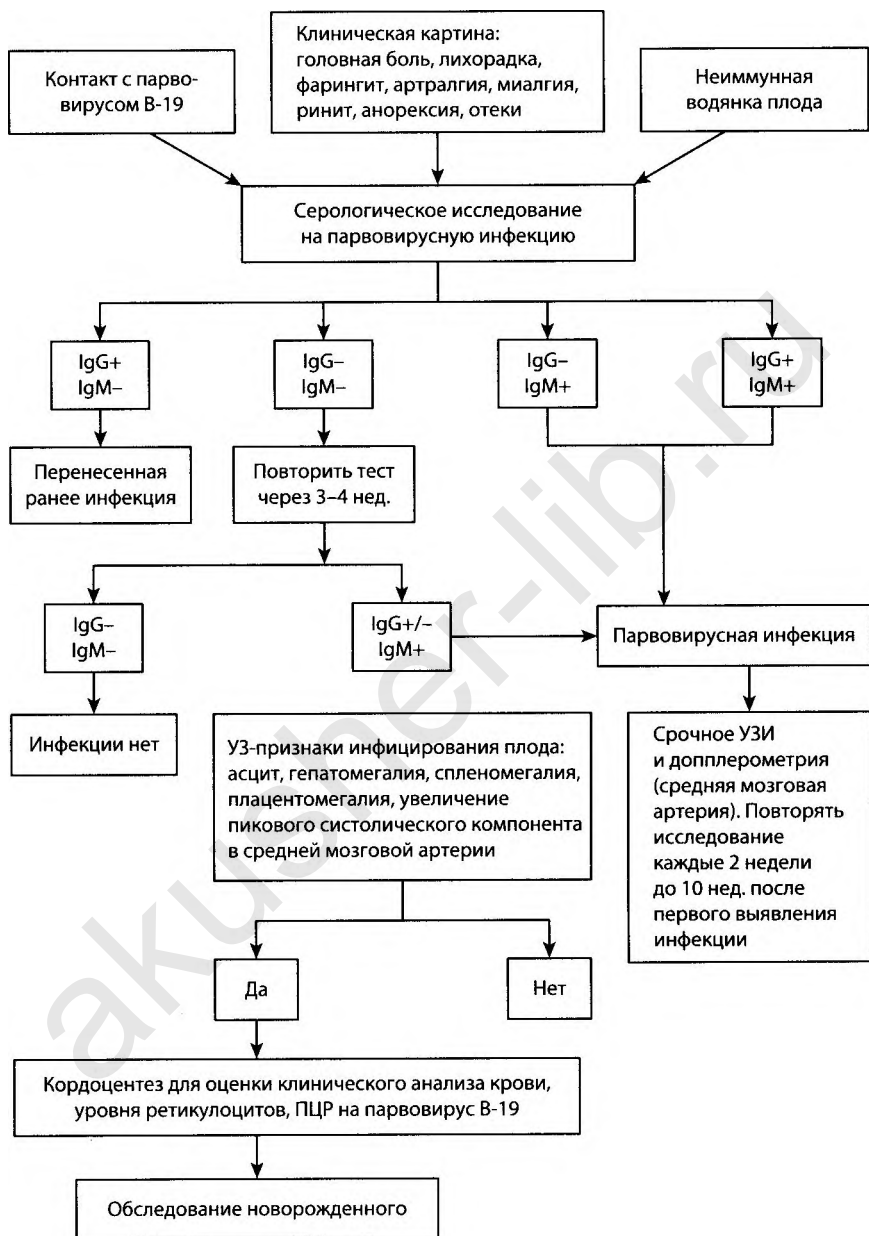 Контакт с парво-
вирусом В-19
Клиническая картина:
головная боль, лихорадка,
фарингит, артралгия, миалгия,
ринит, анорексия, отеки
Неиммунная
водянка плода
Серологическое исследование
на парвовирусную инфекцию
IgG+
IgM–
IgG–
IgM–
IgG–
IgM+
IgG+
IgM+
Перенесенная
ранее инфекция
Повторить тест
через 3–4 нед.
IgG–
IgM–
IgG+/–
IgM+
Парвовирусная инфекция
Инфекции нет
УЗ-признаки инфицирования плода:
асцит, гепатомегалия, спленомегалия,
плацентомегалия, увеличение
пикового систолического компонента
в средней мозговой артерии
Срочное УЗИ
и допплерометрия
(средняя мозговая
артерия). Повторять
исследование
каждые 2 недели
до 10 нед. после
первого выявления
инфекции
Да
Нет
Кордоцентез для оценки клинического анализа крови,
уровня ретикулоцитов, ПЦР на парвовирус В-19
Обследование новорожденного
akusher-lib.ru